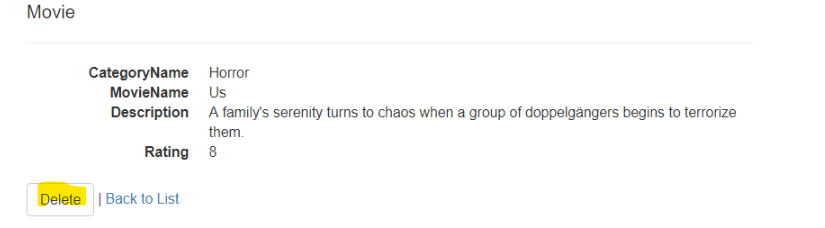 Movie
CategoryName Horror
MovieName Us
Description A family's serenity turns to chaos when a group of doppelgängers begins to terrorize
them.
Rating 8
Delete | Back to List